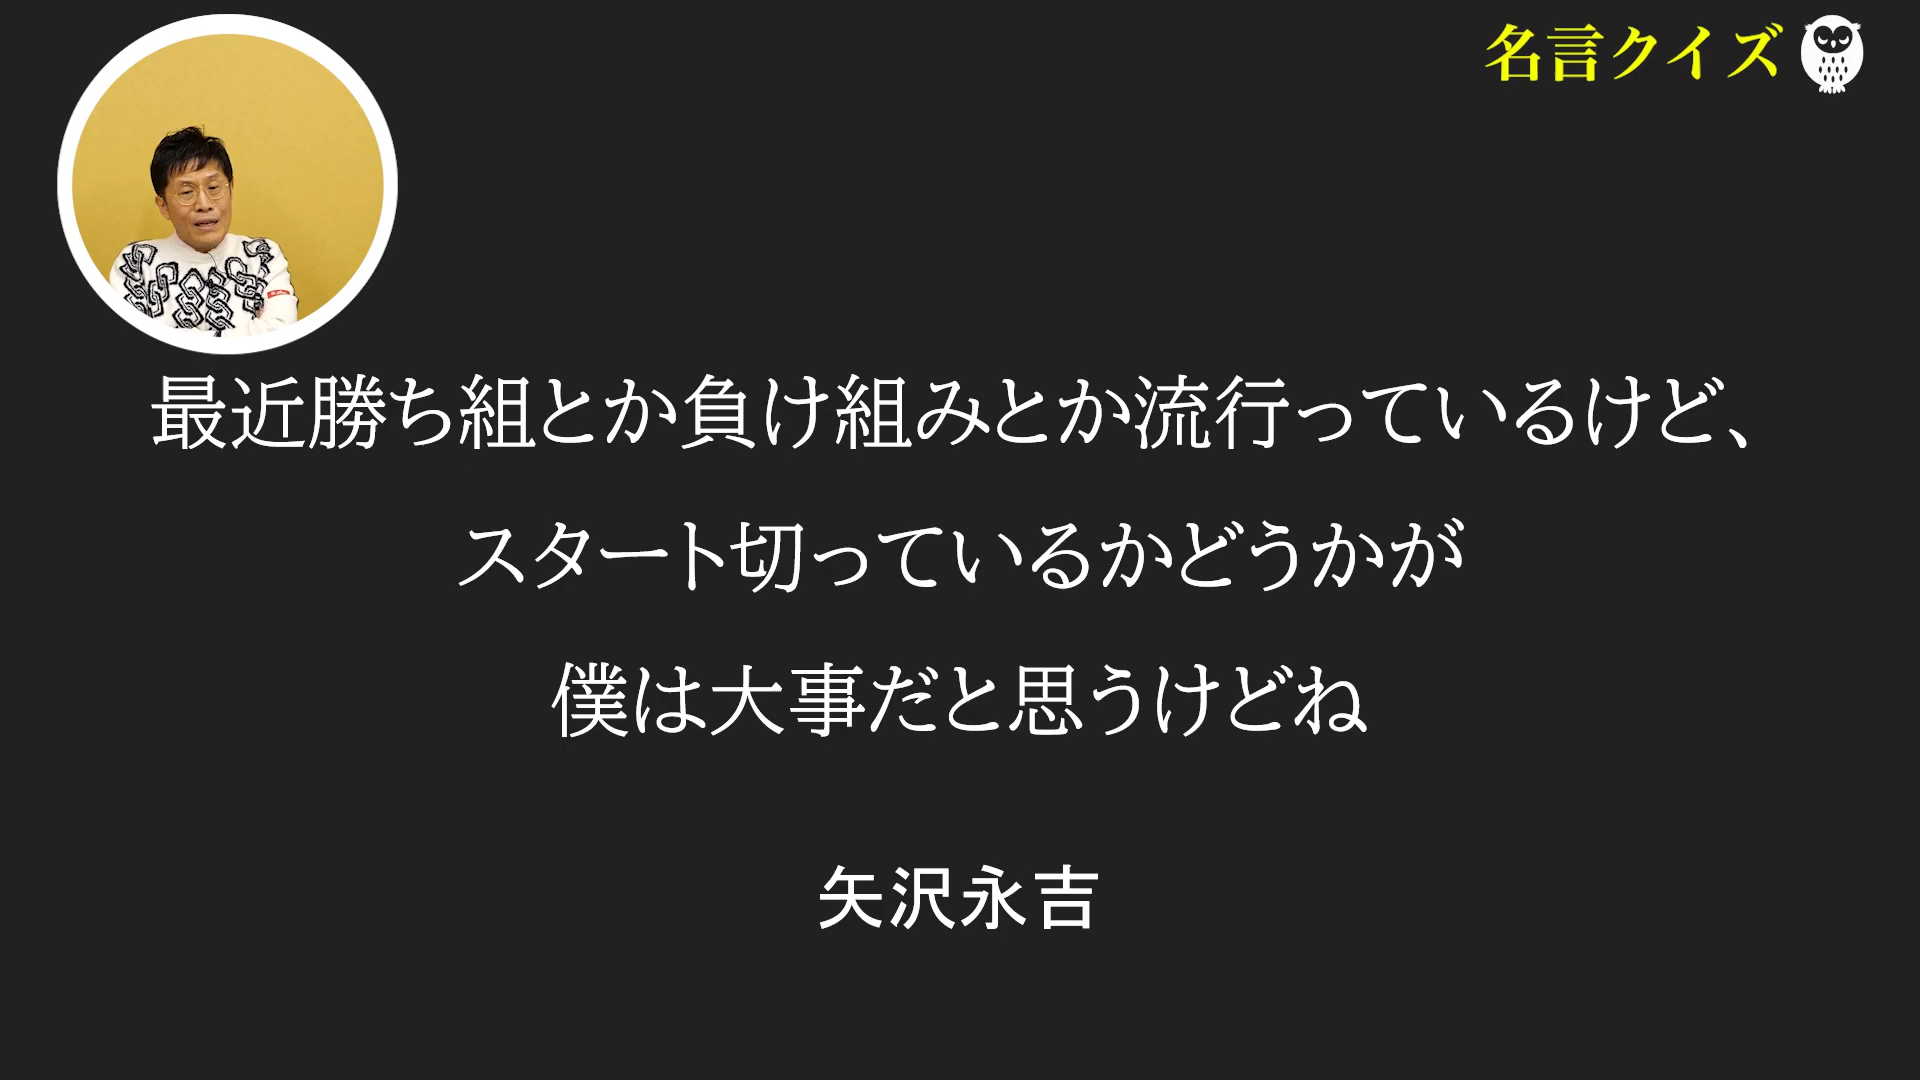 名言クイズ
最近勝ち組とか負け組みとか流行っているけど、
スタート切っているかどうかが
僕は大事だと思うけどね
矢沢永吉